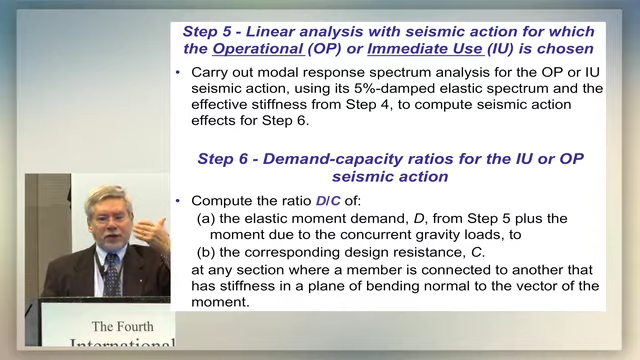 Step 5 - Linear analysis with seismic action for which
the Operational (OP) or Immediate Use (IU) is chosen
• Carry out modal response spectrum analysis for the OP or IU
seismic action, using its 5%-damped elastic spectrum and the
effective stiffness from Step 4, to compute seismic action
effects for Step 6.
Step 6 - Demand-capacity ratios for the IU or OP
seismic action
• Compute the ratio D/C of:
(a) the elastic moment demand, D, from Step 5 plus the
moment due to the concurrent gravity loads, to
(b) the corresponding design resistance, C.
at any section where a member is connected to another that
has stiffness in a plane of bending normal to the vector of the
moment.
The Fourth
International